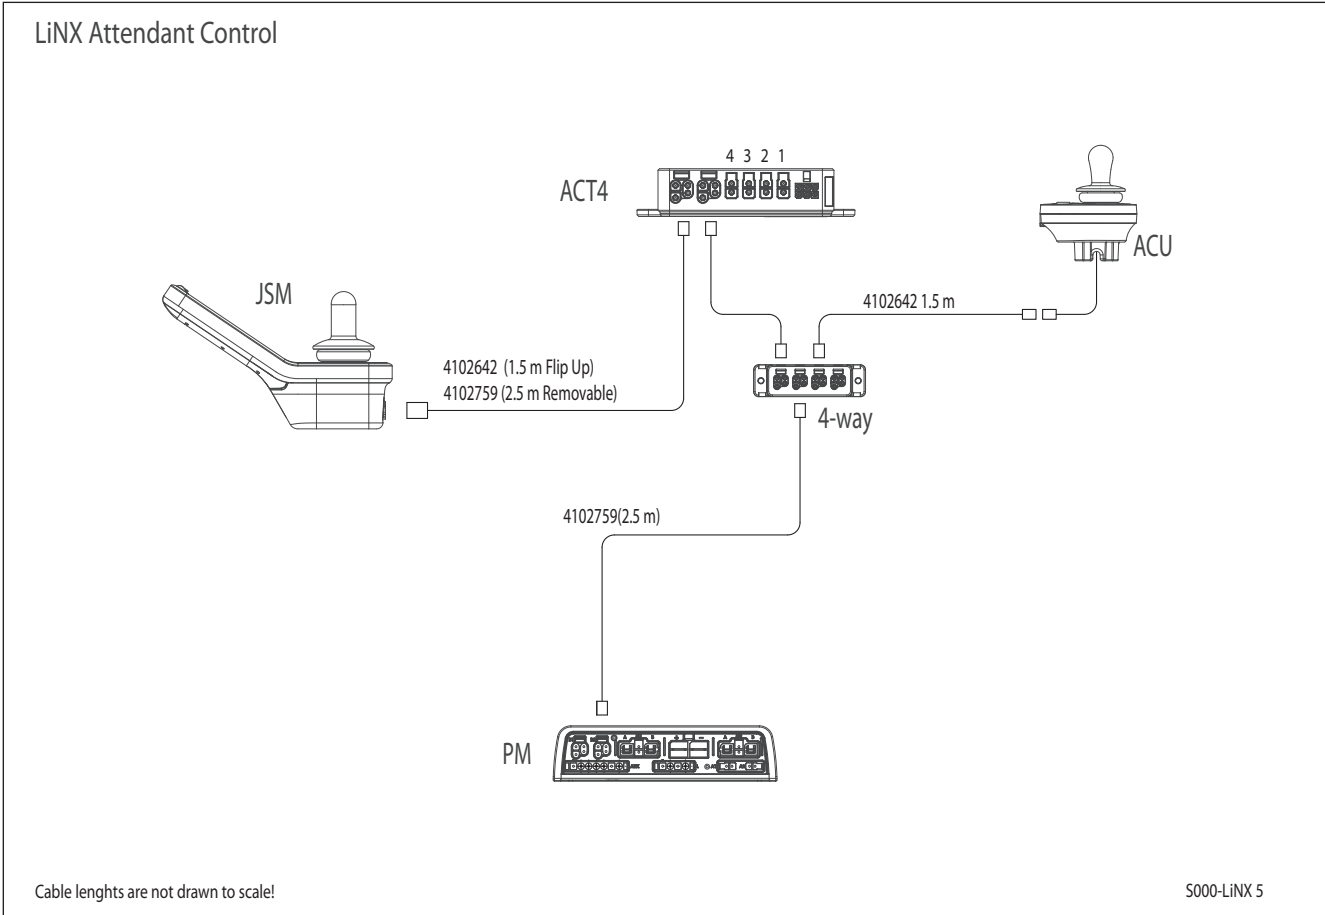 LiNX Attendant Control
4 3 2 1
ACT4
ACU
JSM
4102642 1.5 m
4102642 (1.5 m Flip Up)
4102759 (2.5 m Removable)
4-way
4102759(2.5 m)
PM
Cable lenghts are not drawn to scale!
S000-LiNX 5